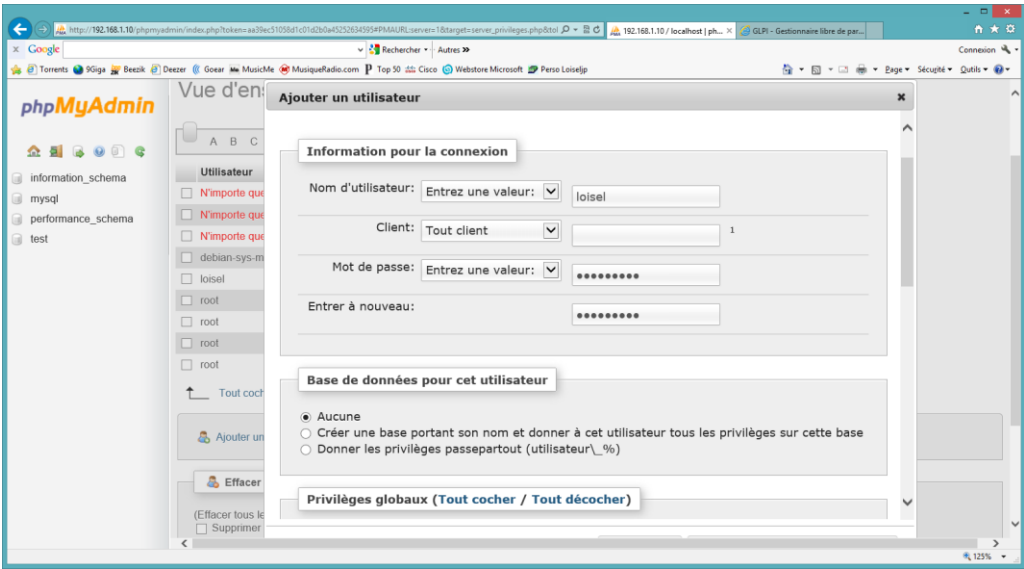 http://192.168.1.10/phpmyadmin/index.php?token=aa39ec51058d1c01d2b0a45252634595#PMAURL:server=1&target=server_privileges.php&tol
192.168.1.10 / localhost | ph...
GLPI - Gestionnaire libre de par...
Google
Rechercher
Autres »
Connexion
Torrents
9Giga
Beezik
Deezer
Goear
MusicMe
MusiqueRadio.com
Top 50
Cisco
Webstore Microsoft
Perso Loiseljp
Page
Sécurité
Outils
phpMyAdmin
information_schema
mysql
performance_schema
test
Vue d'en
A B C
Utilisateur
N'importe que
N'importe que
N'importe que
debian-sys-m
loisel
root
root
root
root
Tout coch
Ajouter un
Effacer
(Effacer tous le
Supprimer
Ajouter un utilisateur
Information pour la connexion
Nom d'utilisateur: Entrez une valeur: loisel
Client: Tout client 1
Mot de passe: Entrez une valeur: •••••••••
Entrer à nouveau: •••••••••
Base de données pour cet utilisateur
Aucune
Créer une base portant son nom et donner à cet utilisateur tous les privilèges sur cette base
Donner les privilèges passepartout (utilisateur\_%)
Privilèges globaux (Tout cocher / Tout décocher)
125%